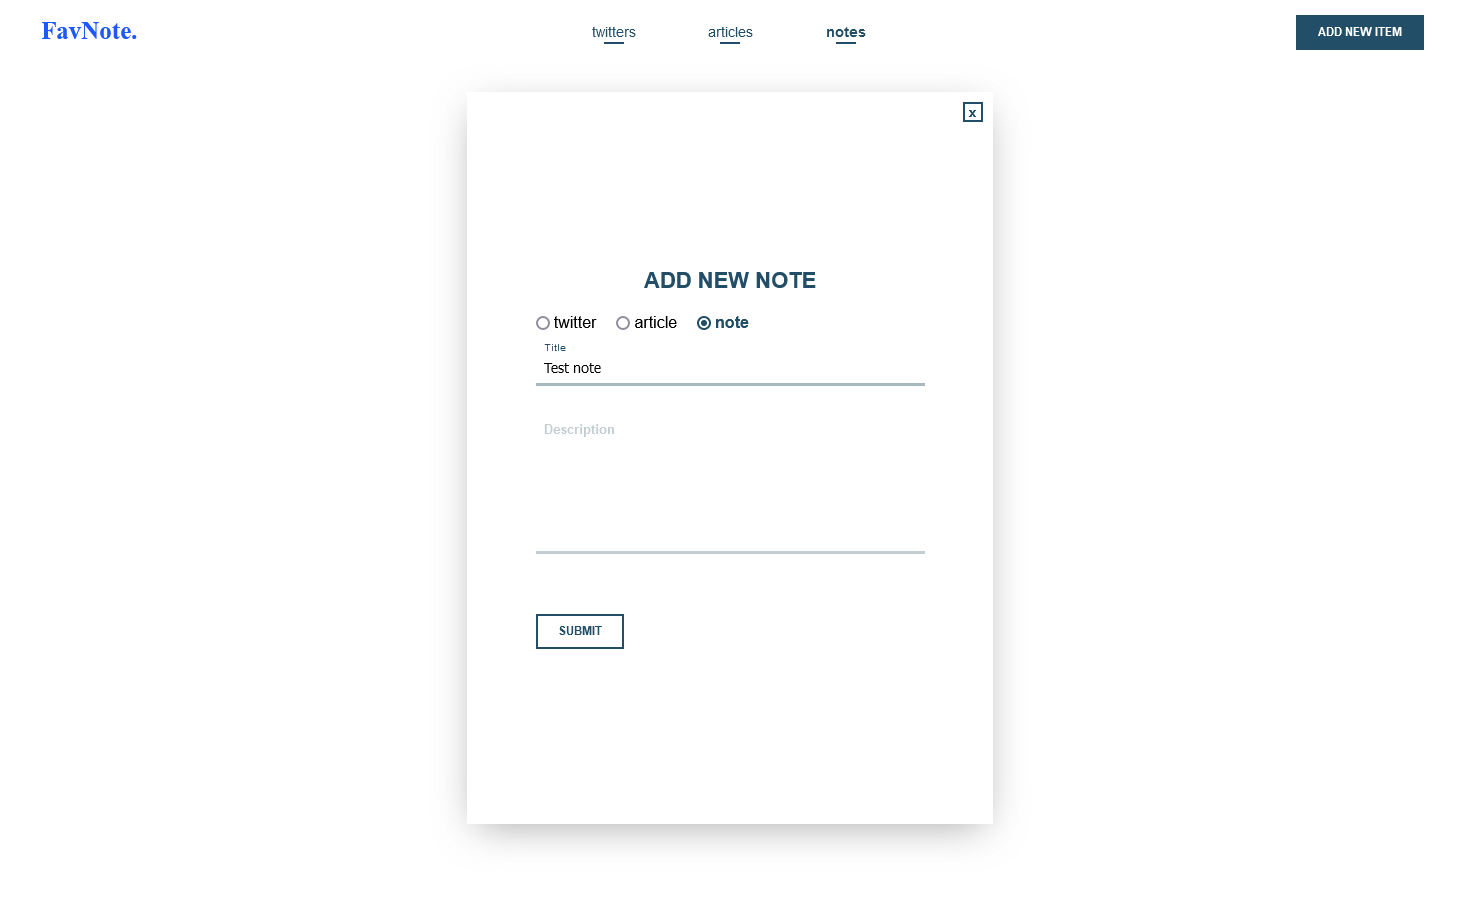 FavNote.
twitters
articles
notes
ADD NEW ITEM
x
ADD NEW NOTE
twitter
article
note
Title
Test note
Description
SUBMIT